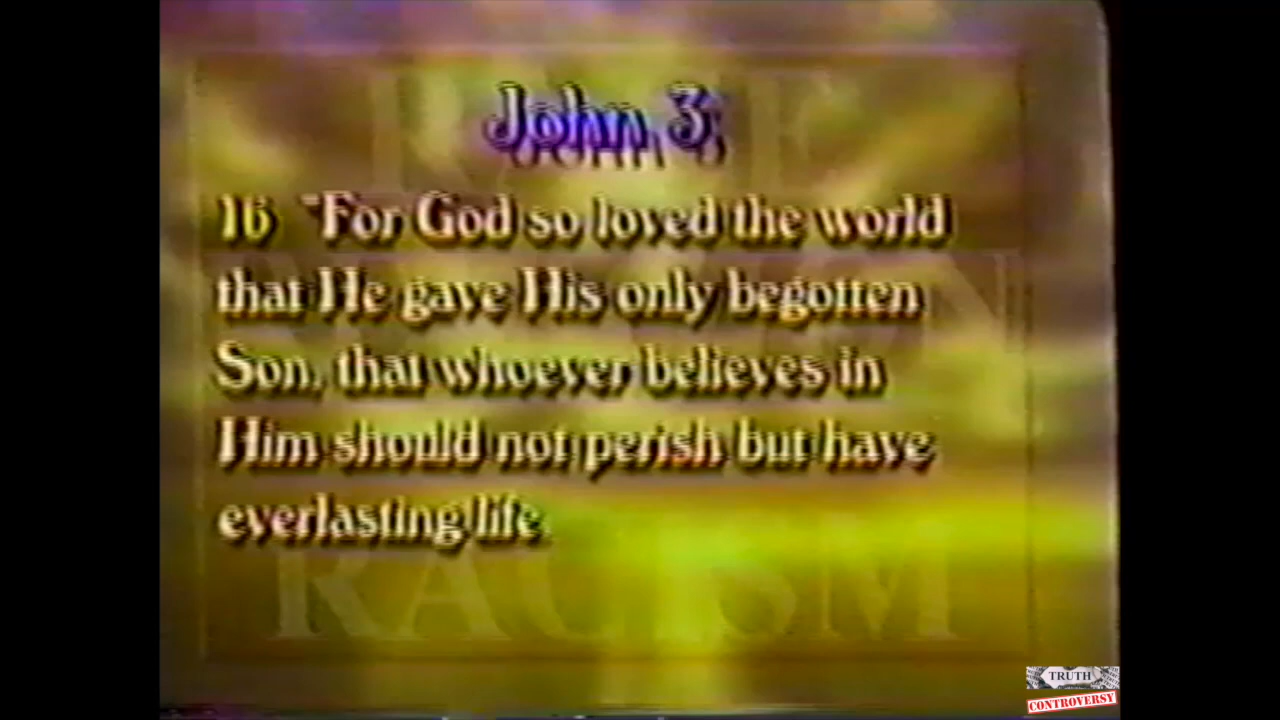 John 3:
16 "For God so loved the world
that He gave His only begotten
Son, that whoever believes in
Him should not perish but have
everlasting life.
RACISM
TRUTH
CONTROVERSY